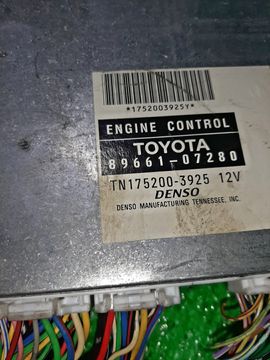 *1752003925Y*
ENGINE CONTROL
TOYOTA
89661-07280
TN175200-3925 12V
DENSO
DENSO MANUFACTURING TENNESSEE, INC.